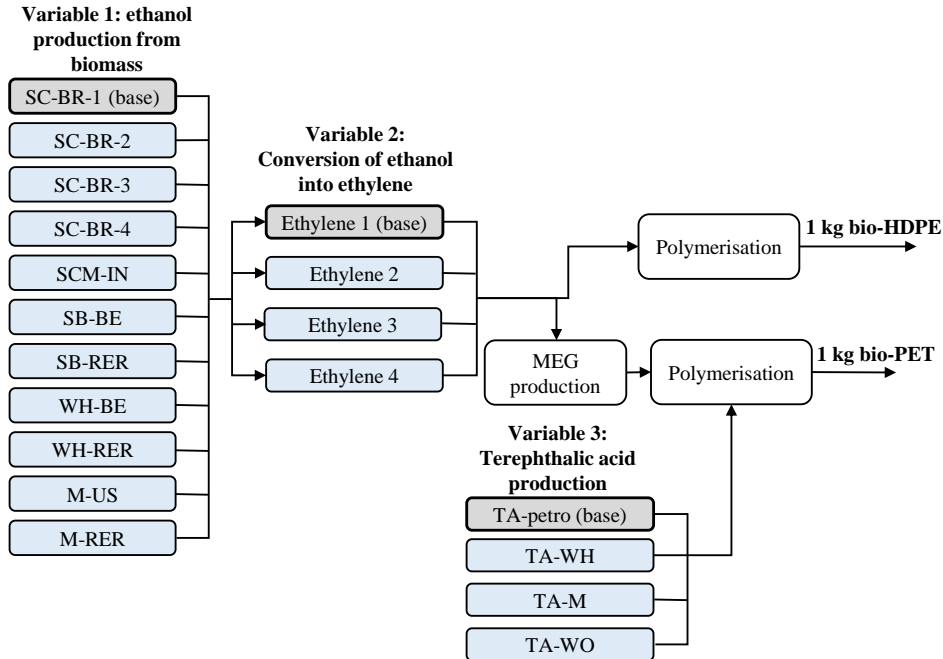 Variable 1: ethanol
production from
biomass
SC-BR-1 (base)
SC-BR-2
SC-BR-3
SC-BR-4
SCM-IN
SB-BE
SB-RER
WH-BE
WH-RER
M-US
M-RER
Variable 2:
Conversion of ethanol
into ethylene
Ethylene 1 (base)
Ethylene 2
Ethylene 3
Ethylene 4
Polymerisation
1 kg bio-HDPE
MEG
production
Polymerisation
1 kg bio-PET
Variable 3:
Terephthalic acid
production
TA-petro (base)
TA-WH
TA-M
TA-WO